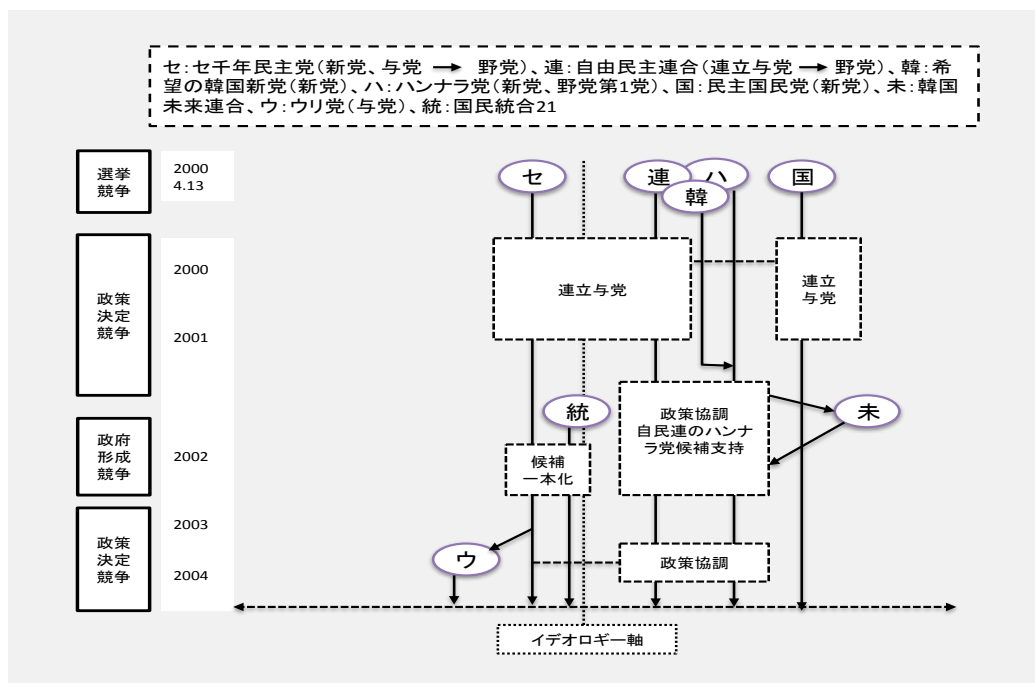 セ：セ千年民主党（新党、与党 → 野党）、連：自由民主連合（連立与党 → 野党）、韓：希
望の韓国新党（新党）、ハ：ハンナラ党（新党、野党第1党）、国：民主国民党（新党）、未：韓国
未来連合、ウ：ウリ党（与党）、統：国民統合21
選挙
競争
2000
4.13
セ
連
ハ
韓
国
政策
決定
競争
2000
2001
連立与党
連立
与党
統
政策協調
自民連のハンナ
ラ党候補支持
未
政府
形成
競争
2002
候補
一本化
政策
決定
競争
2003
2004
ウ
政策協調
イデオロギー軸